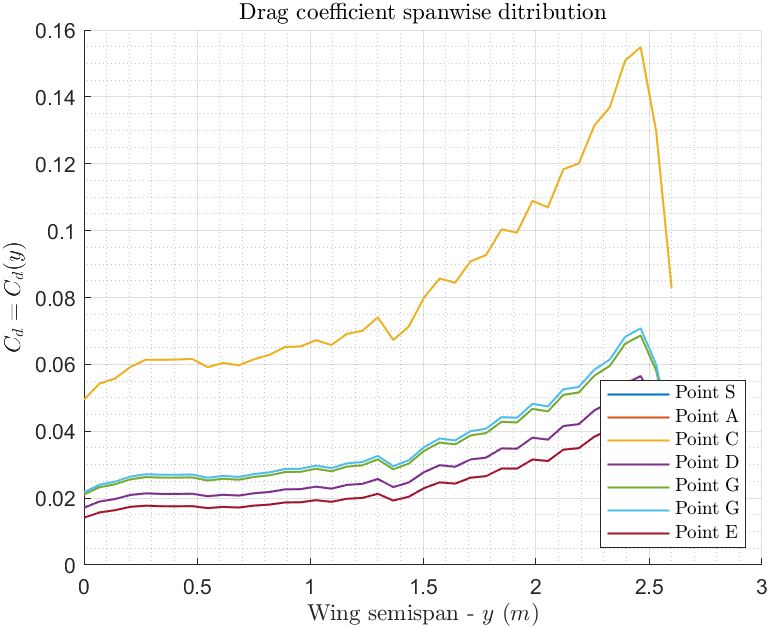 Drag coefficient spanwise ditribution
0.16
0.14
0.12
0.1
0.08
0.06
0.04
0.02
0
C_d = C_d(y)
0 0.5 1 1.5 2 2.5 3
Wing semispan - y (m)
Point S
Point A
Point C
Point D
Point G
Point G
Point E